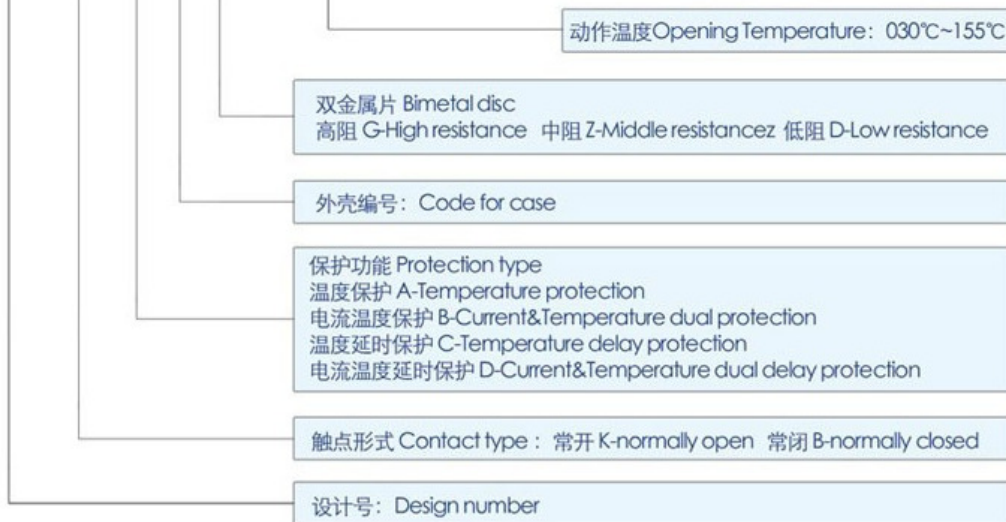 动作温度Opening Temperature：030℃~155℃
双金属片 Bimetal disc
高阻 G-High resistance 中阻 Z-Middle resistancez 低阻 D-Low resistance
外壳编号：Code for case
保护功能 Protection type
温度保护 A-Temperature protection
电流温度保护 B-Current&Temperature dual protection
温度延时保护 C-Temperature delay protection
电流温度延时保护 D-Current&Temperature dual delay protection
触点形式 Contact type：常开 K-normally open 常闭 B-normally closed
设计号：Design number